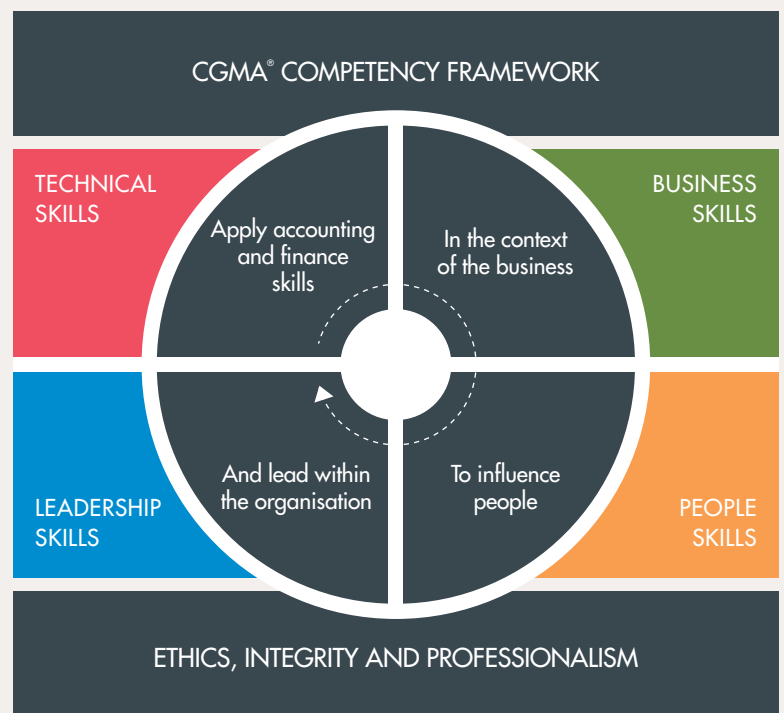 CGMA® COMPETENCY FRAMEWORK
TECHNICAL
SKILLS
BUSINESS
SKILLS
Apply accounting
and finance
skills
In the context
of the business
And lead within
the organisation
To influence
people
LEADERSHIP
SKILLS
PEOPLE
SKILLS
ETHICS, INTEGRITY AND PROFESSIONALISM